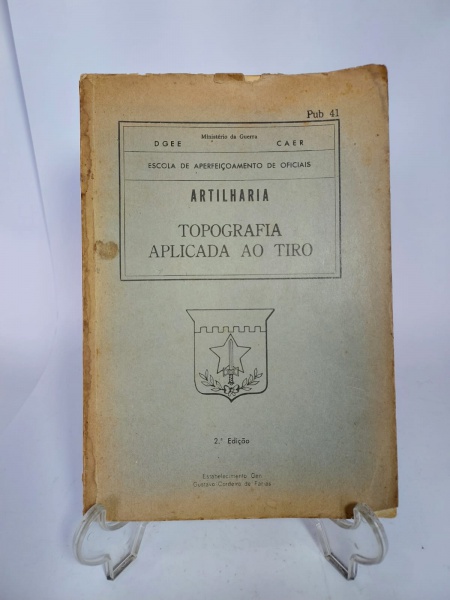 Pub 41
Ministério da Guerra
DGEE CAER
ESCOLA DE APERFEIÇOAMENTO DE OFICIAIS
ARTILHARIA
TOPOGRAFIA
APLICADA AO TIRO
2.ª Edição
Estabelecimento Gen.
Gustavo Cordeiro de Farias